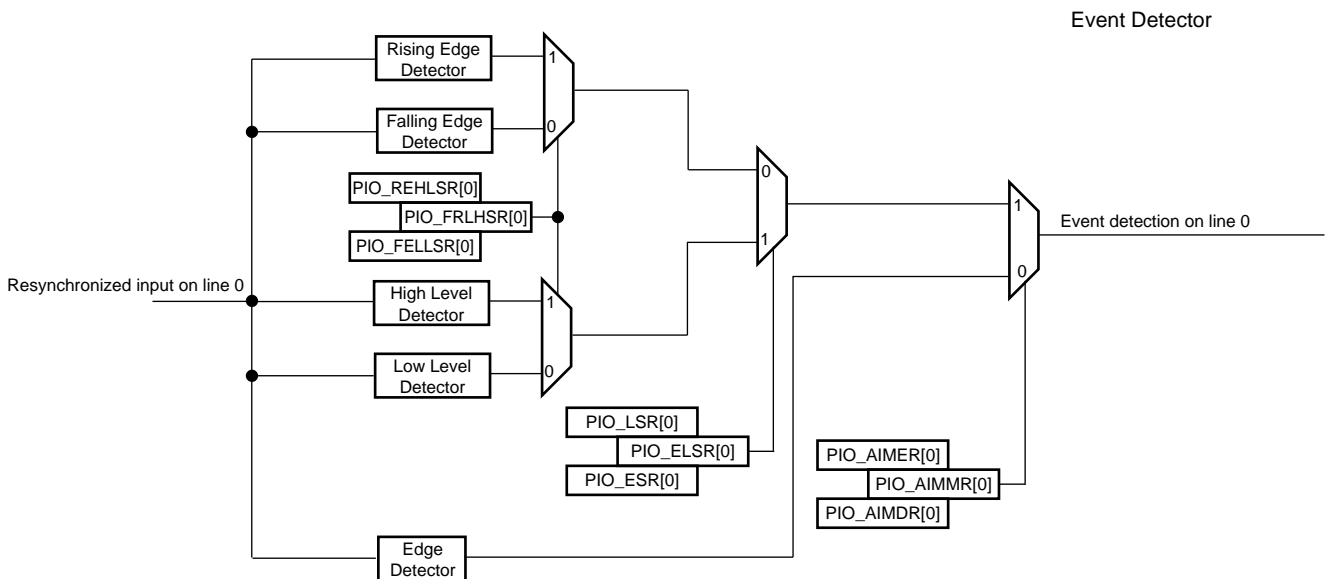 Event Detector
Rising Edge
Detector
1
Falling Edge
Detector
0
PIO_REHLSR[0]
PIO_FRLHSR[0]
PIO_FELLSR[0]
0
1
1
Event detection on line 0
0
Resynchronized input on line 0
High Level
Detector
1
Low Level
Detector
0
PIO_LSR[0]
PIO_ELSR[0]
PIO_ESR[0]
PIO_AIMER[0]
PIO_AIMMR[0]
PIO_AIMDR[0]
Edge
Detector